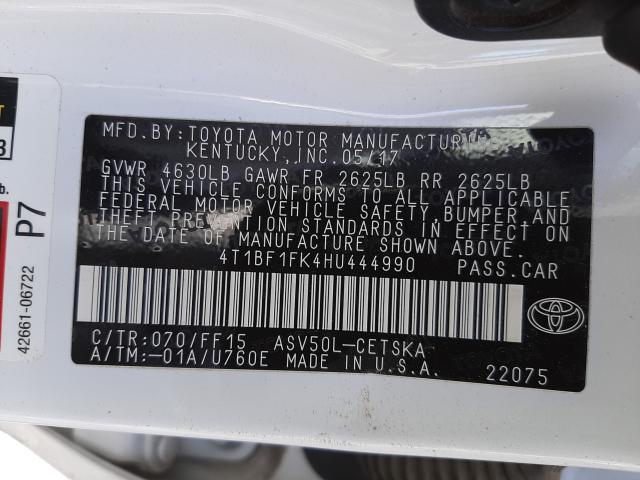 MFD.BY:TOYOTA MOTOR MANUFACTURING
KENTUCKY, INC. 05/17
GVWR 4630LB GAWR FR 2625LB RR 2625LB
THIS VEHICLE CONFORMS TO ALL APPLICABLE
FEDERAL MOTOR VEHICLE SAFETY, BUMPER AND
THEFT PREVENTION STANDARDS IN EFFECT ON
THE DATE OF MANUFACTURE SHOWN ABOVE.
4T1BF1FK4HU444990 PASS.CAR
C/TR:070/FF15 ASV50L-CETSKA
A/TM:-01A/U760E MADE IN U.S.A.
22075
P7
42661-06722